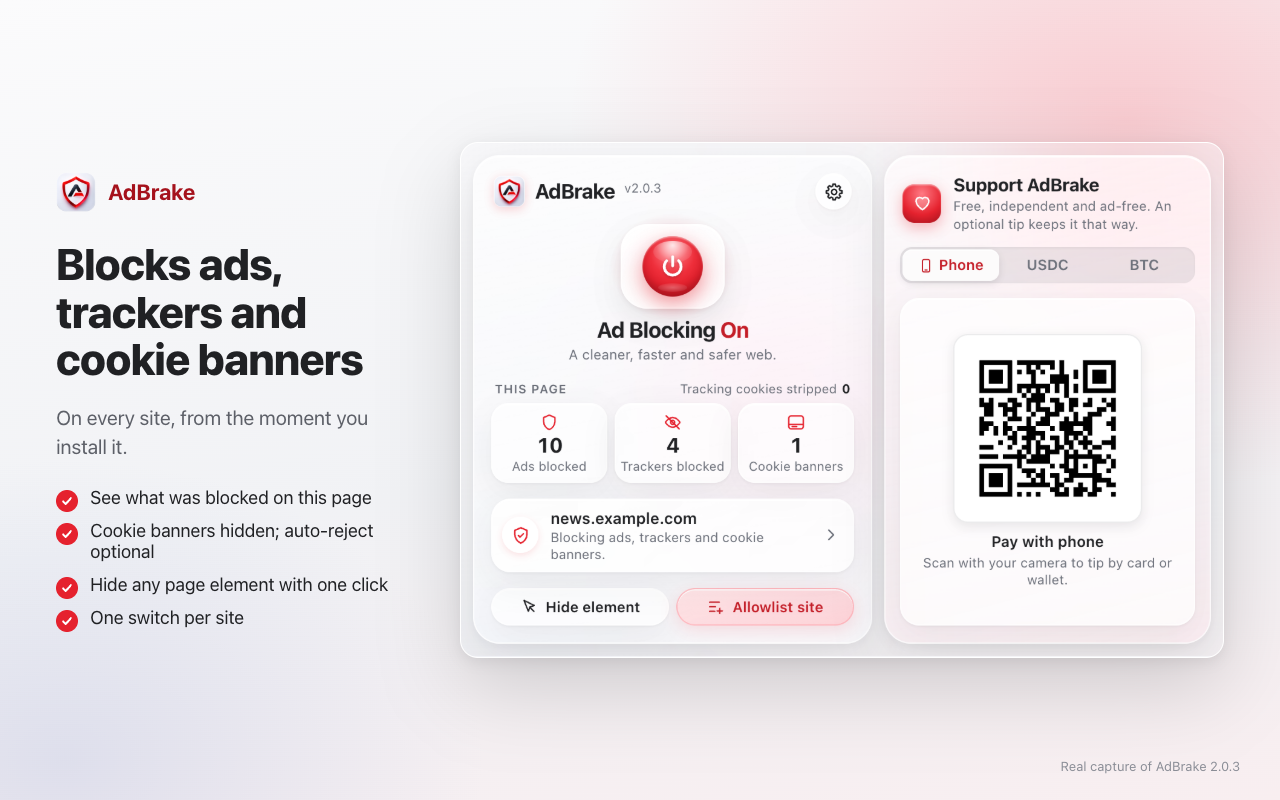 AdBrake
Blocks ads,
trackers and
cookie banners
On every site, from the moment you
install it.
See what was blocked on this page
Cookie banners hidden; auto-reject
optional
Hide any page element with one click
One switch per site
AdBrake v2.0.3
Ad Blocking On
A cleaner, faster and safer web.
THIS PAGE Tracking cookies stripped 0
10 4 1
Ads blocked Trackers blocked Cookie banners
news.example.com
Blocking ads, trackers and cookie
banners.
Hide element Allowlist site
Support AdBrake
Free, independent and ad-free. An
optional tip keeps it that way.
Phone USDC BTC
Pay with phone
Scan with your camera to tip by card or
wallet.
Real capture of AdBrake 2.0.3